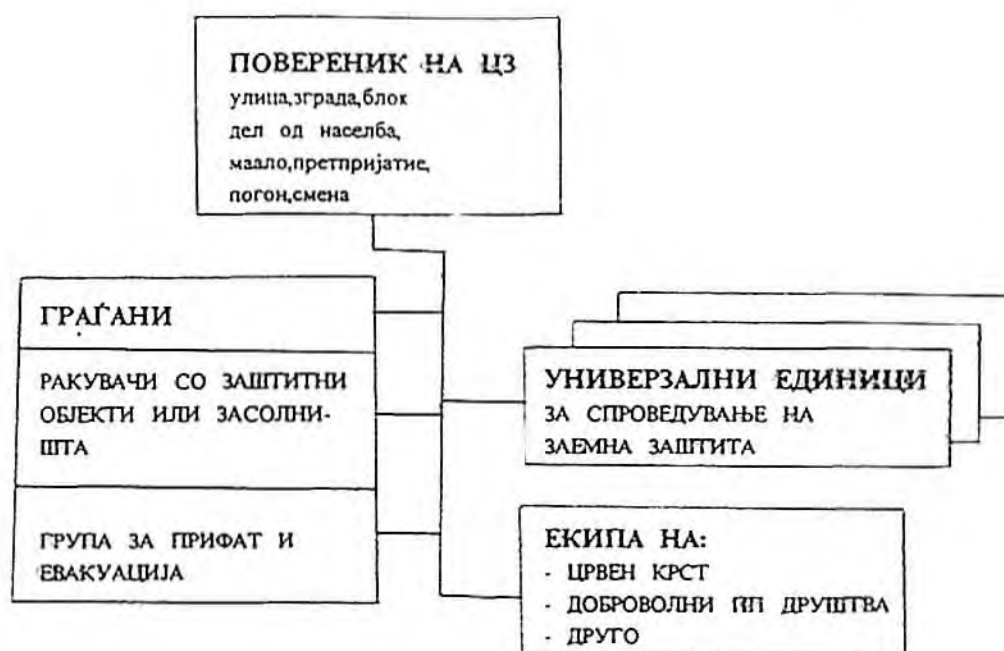 ПОВЕРЕНИК НА ЦЗ
улица,зграда,блок
дел од населба,
маало,претпријатие,
погон,смена
ГРАЃАНИ
РАКУВАЧИ СО ЗАШТИТНИ
ОБЈЕКТИ ИЛИ ЗАСОЛНИ-
ШТА
ГРУПА ЗА ПРИФАТ И
ЕВАКУАЦИЈА
УНИВЕРЗАЛНИ ЕДИНИЦИ
ЗА СПРОВЕДУВАЊЕ НА
ЗАЕМНА ЗАШТИТА
ЕКИПА НА:
- ЦРВЕН КРСТ
- ДОБРОВОЛНИ ПП ДРУШТВА
- ДРУГО